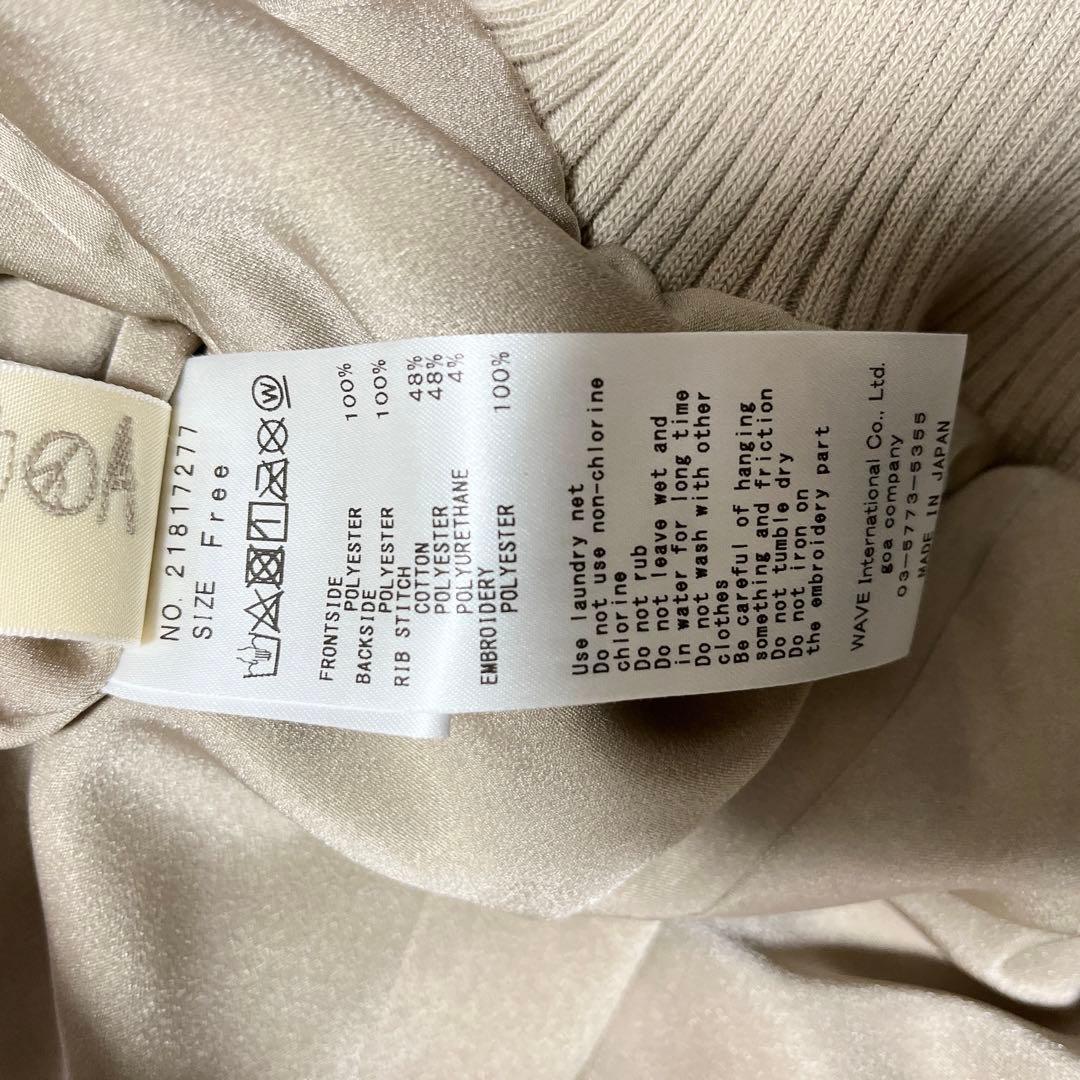 GOA
NO. 21817277
SIZE Free
W
FRONTSIDE
POLYESTER 100%
BACKSIDE
POLYESTER 100%
RIB STITCH
COTTON 48%
POLYESTER 48%
POLYURETHANE 4%
EMBROIDERY
POLYESTER 100%
Use laundry net
Do not use non-chlorine
chlorine
Do not rub
Do not leave wet and
in water for long time
Do not wash with other
clothes
Be careful of hanging
something and friction
Do not tumble dry
Do not iron on
the embroidery part
WAVE International Co., Ltd.
goa company
03-5773-5355
MADE IN JAPAN